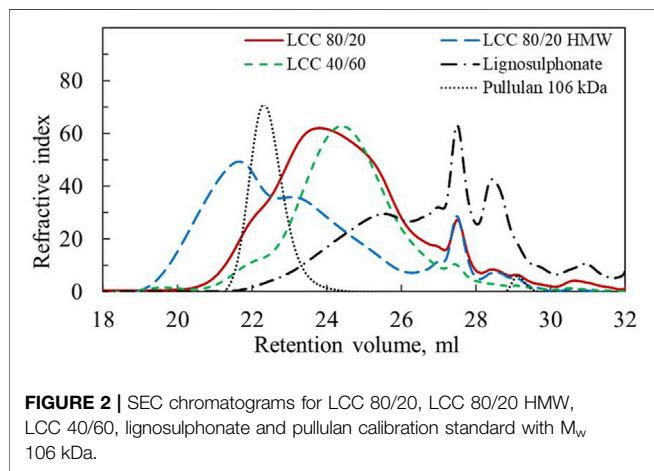 LCC 80/20
LCC 80/20 HMW
LCC 40/60
Lignosulphonate
Pullulan 106 kDa
Refractive index
80
60
40
20
0
18 20 22 24 26 28 30 32
Retention volume, ml
FIGURE 2 | SEC chromatograms for LCC 80/20, LCC 80/20 HMW,
LCC 40/60, lignosulphonate and pullulan calibration standard with Mw
106 kDa.